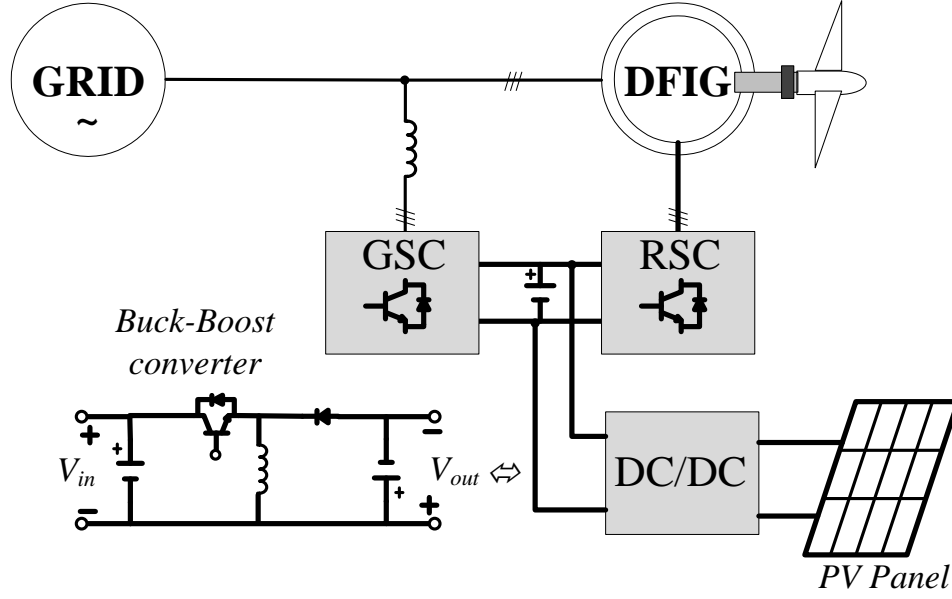 GRID
~
DFIG
GSC
RSC
+
Buck-Boost
converter
+
−
+
V_in
+
V_out ⇔
−
+
DC/DC
PV Panel